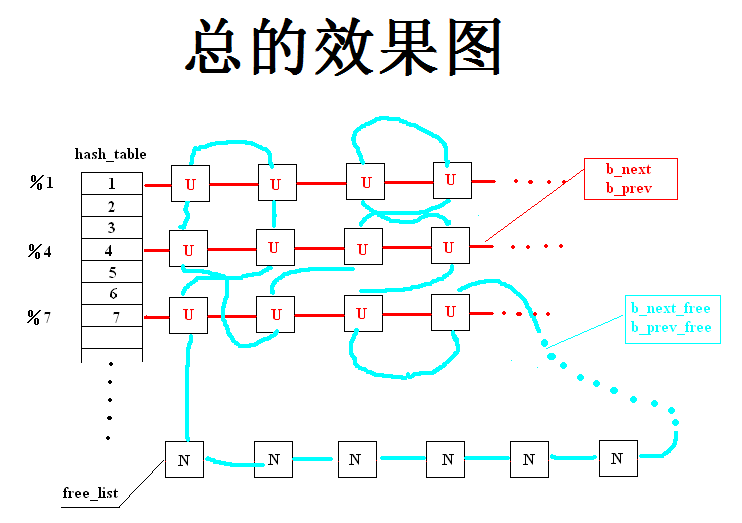 总的效果图
hash_table
%1 1 U U U U
b_next
b_prev
2
3
%4 4 U U U U
5
6
%7 7 U U U U
b_next_free
b_prev_free
N N N N N N
free_list